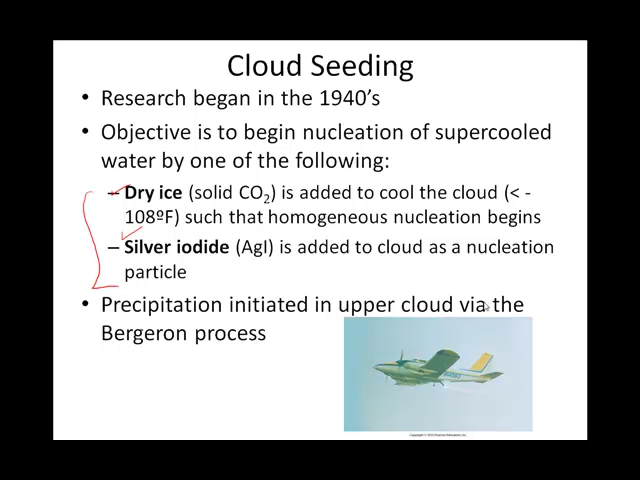 Cloud Seeding
• Research began in the 1940's
• Objective is to begin nucleation of supercooled
water by one of the following:
– Dry ice (solid CO2) is added to cool the cloud (< -
108ºF) such that homogeneous nucleation begins
– Silver iodide (AgI) is added to cloud as a nucleation
particle
• Precipitation initiated in upper cloud via the
Bergeron process